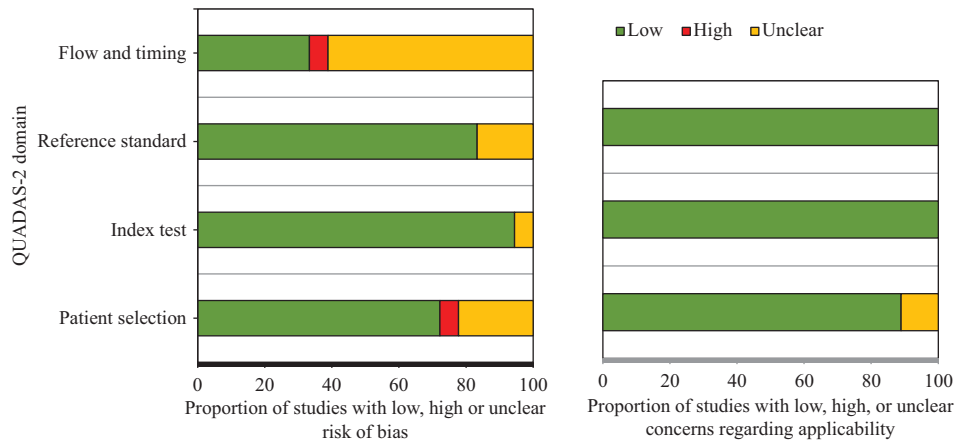 QUADAS-2 domain
Flow and timing
Reference standard
Index test
Patient selection
0 20 40 60 80 100
Proportion of studies with low, high or unclear
risk of bias
Low High Unclear
0 20 40 60 80 100
Proportion of studies with low, high, or unclear
concerns regarding applicability